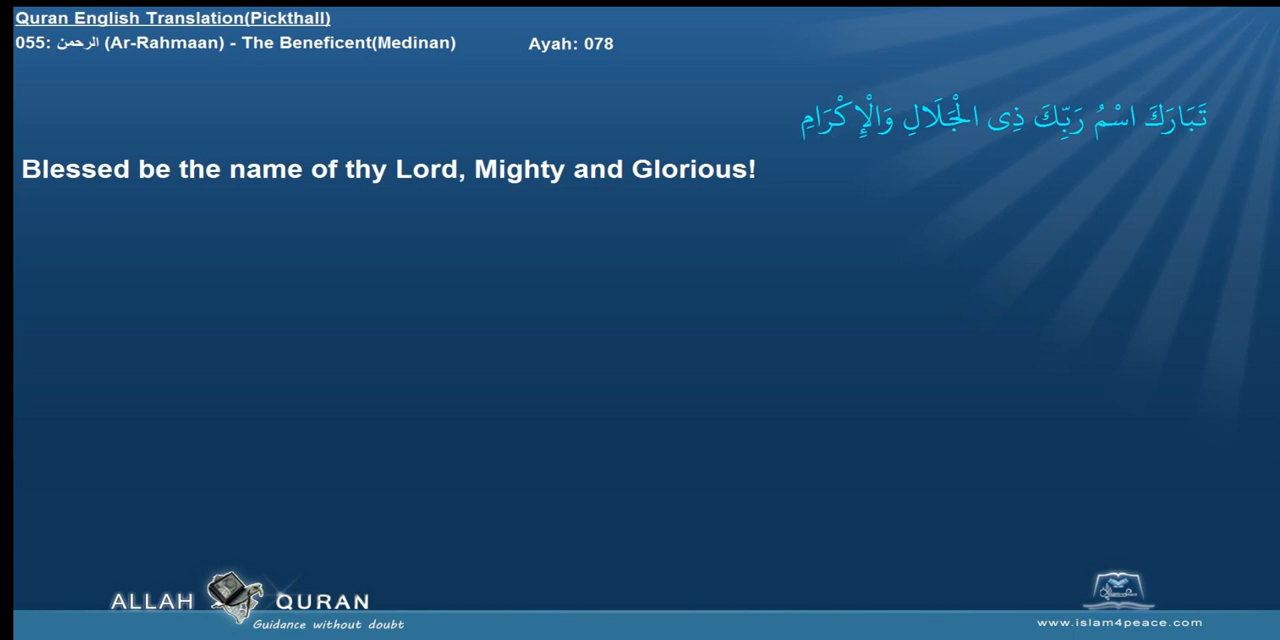 Quran English Translation(Pickthall)
055: الرحمن (Ar-Rahmaan) - The Beneficent(Medinan) Ayah: 078
تَبَارَكَ اسْمُ رَبِّكَ ذِى الْجَلَالِ وَالْإِكْرَامِ
Blessed be the name of thy Lord, Mighty and Glorious!
ALLAH QURAN
Guidance without doubt
www.islam4peace.com